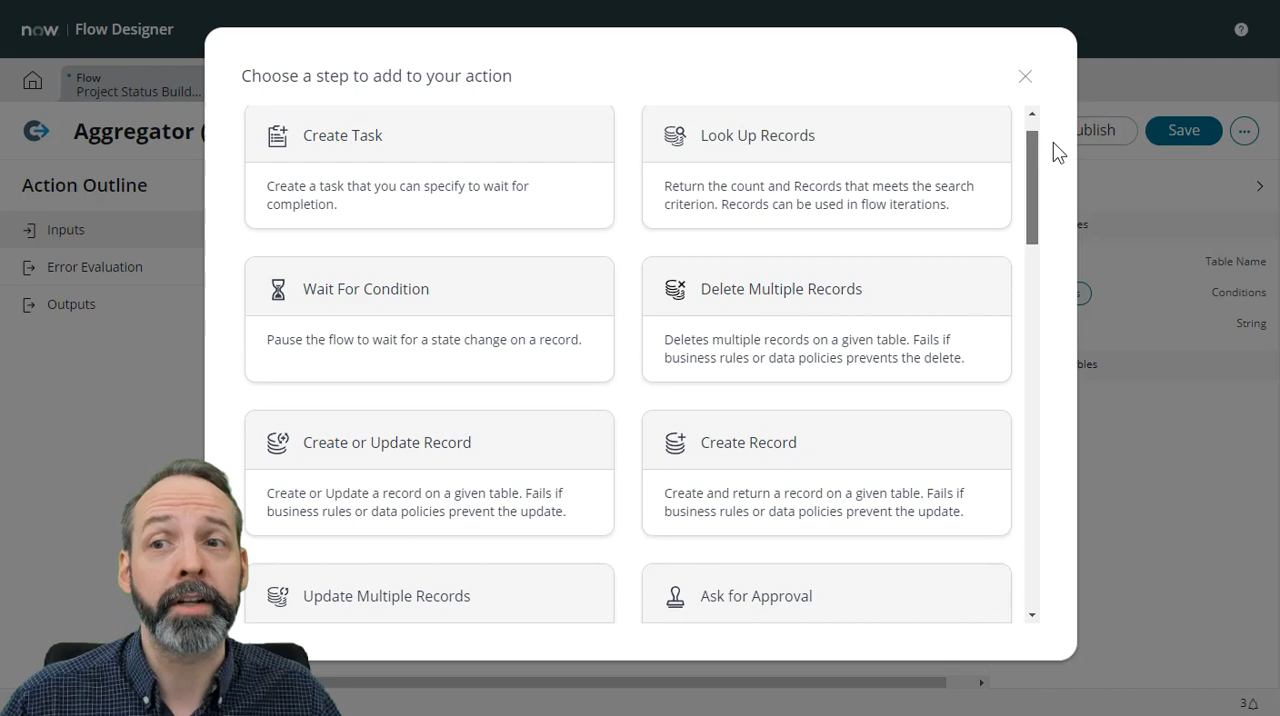 now | Flow Designer
* Flow
Project Status Build...
Aggregator (
ublish
Save
Action Outline
Inputs
Error Evaluation
Outputs
es
Table Name
s
Conditions
String
bles
3
Choose a step to add to your action
Create Task
Create a task that you can specify to wait for
completion.
Look Up Records
Return the count and Records that meets the search
criterion. Records can be used in flow iterations.
Wait For Condition
Pause the flow to wait for a state change on a record.
Delete Multiple Records
Deletes multiple records on a given table. Fails if
business rules or data policies prevents the delete.
Create or Update Record
Create or Update a record on a given table. Fails if
business rules or data policies prevent the update.
Create Record
Create and return a record on a given table. Fails if
business rules or data policies prevent the update.
Update Multiple Records
Ask for Approval